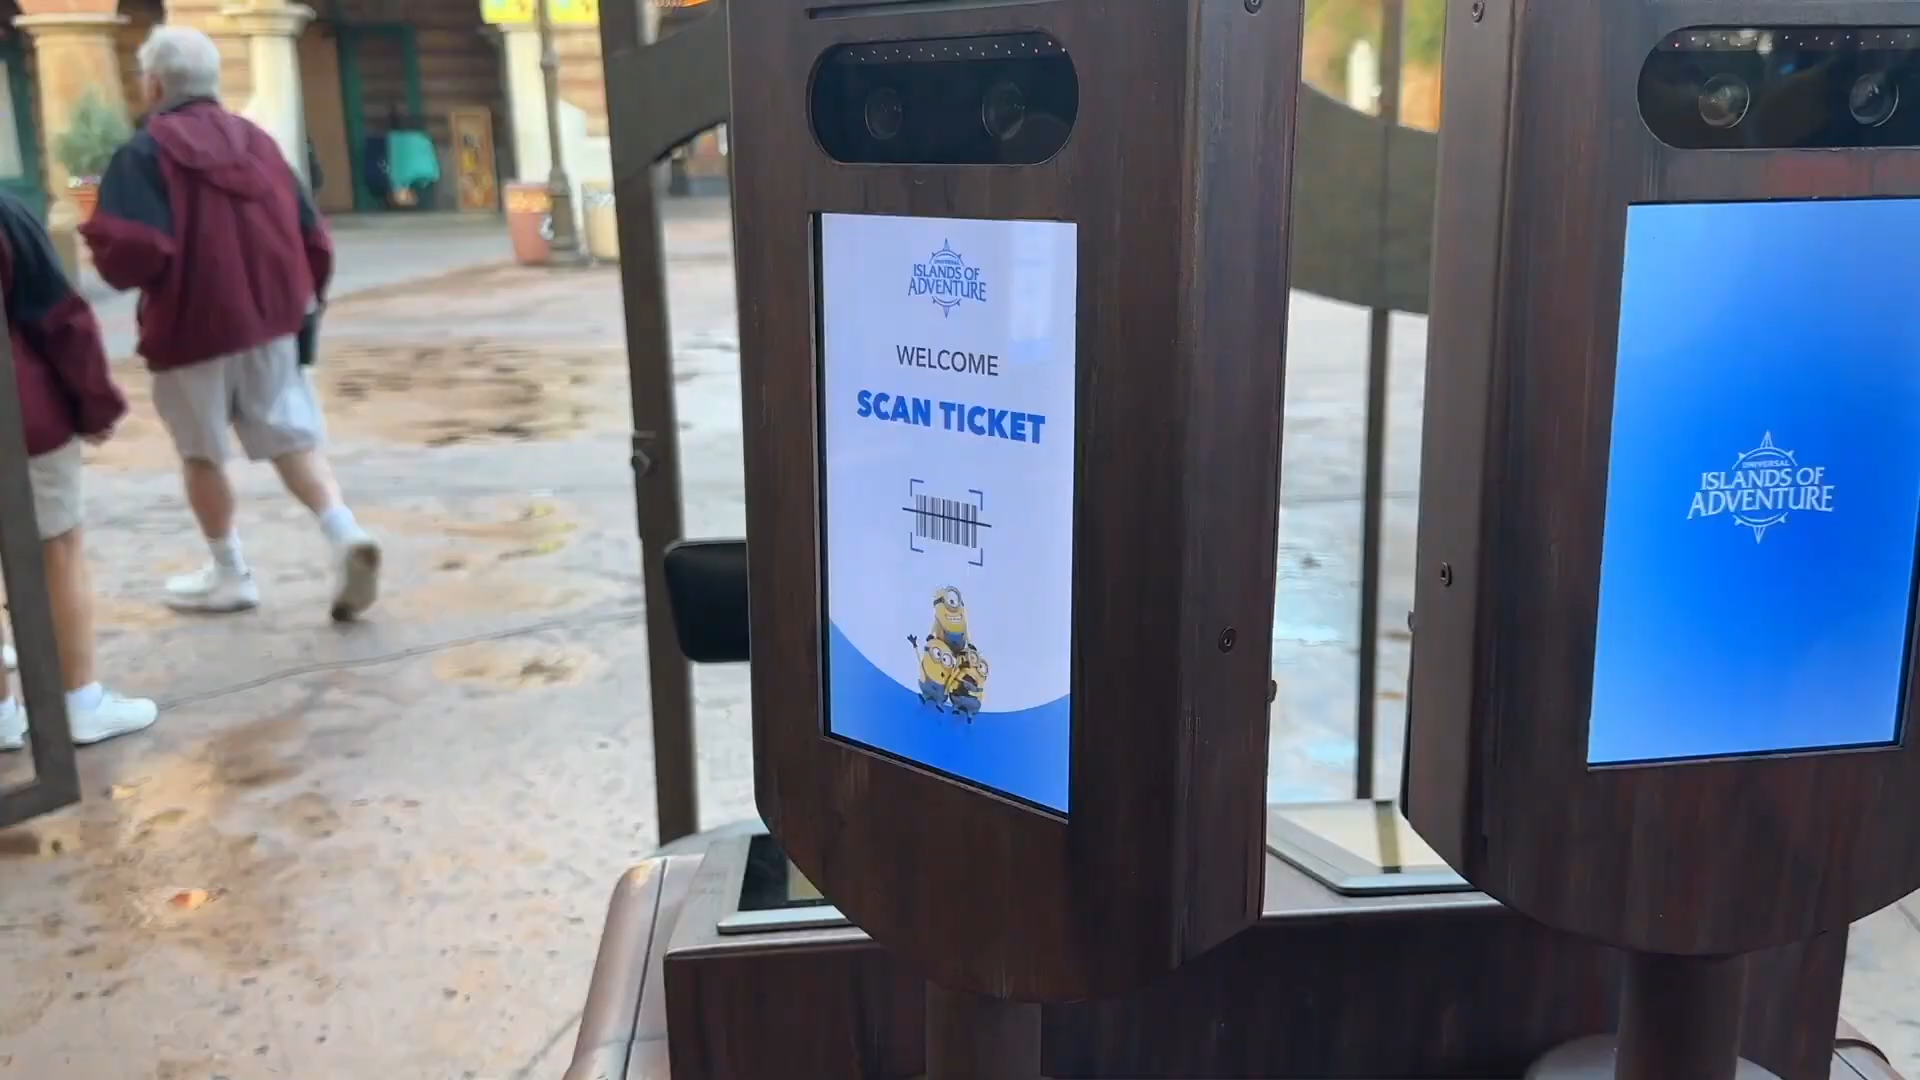 UNIVERSAL
ISLANDS OF
ADVENTURE
WELCOME
SCAN TICKET
UNIVERSAL
ISLANDS OF
ADVENTURE